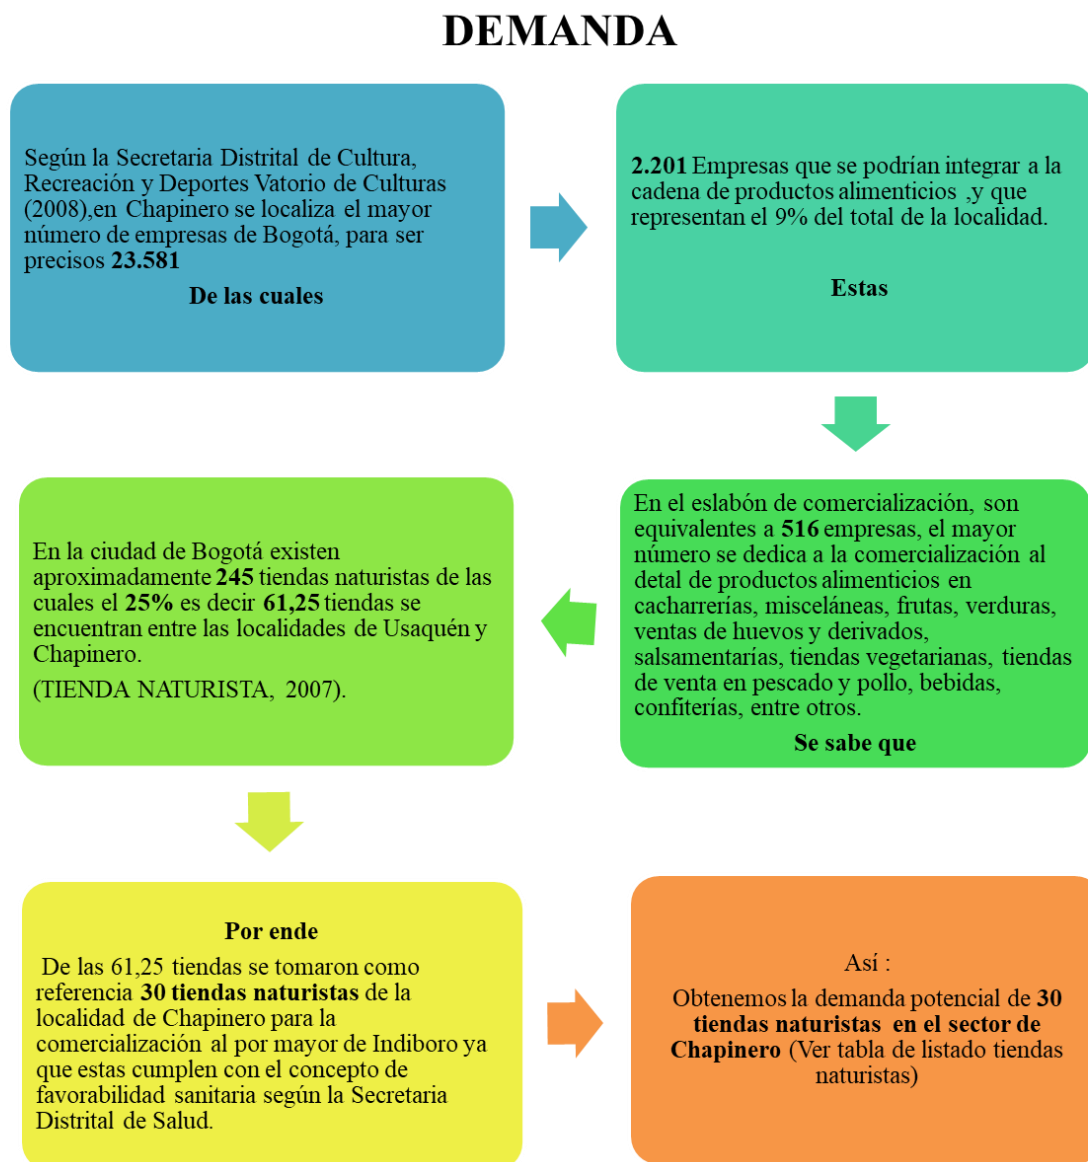 DEMANDA
Según la Secretaria Distrital de Cultura,
Recreación y Deportes Vatorio de Culturas
(2008),en Chapinero se localiza el mayor
número de empresas de Bogotá, para ser
precisos 23.581
De las cuales
2.201 Empresas que se podrían integrar a la
cadena de productos alimenticios ,y que
representan el 9% del total de la localidad.
Estas
En el eslabón de comercialización, son
equivalentes a 516 empresas, el mayor
número se dedica a la comercialización al
detal de productos alimenticios en
cacharrerías, misceláneas, frutas, verduras,
ventas de huevos y derivados,
salsamentarías, tiendas vegetarianas, tiendas
de venta en pescado y pollo, bebidas,
confiterías, entre otros.
Se sabe que
En la ciudad de Bogotá existen
aproximadamente 245 tiendas naturistas de las
cuales el 25% es decir 61,25 tiendas se
encuentran entre las localidades de Usaquén y
Chapinero.
(TIENDA NATURISTA, 2007).
Por ende
De las 61,25 tiendas se tomaron como
referencia 30 tiendas naturistas de la
localidad de Chapinero para la
comercialización al por mayor de Indiboro ya
que estas cumplen con el concepto de
favorabilidad sanitaria según la Secretaria
Distrital de Salud.
Así :
Obtenemos la demanda potencial de 30
tiendas naturistas en el sector de
Chapinero (Ver tabla de listado tiendas
naturistas)